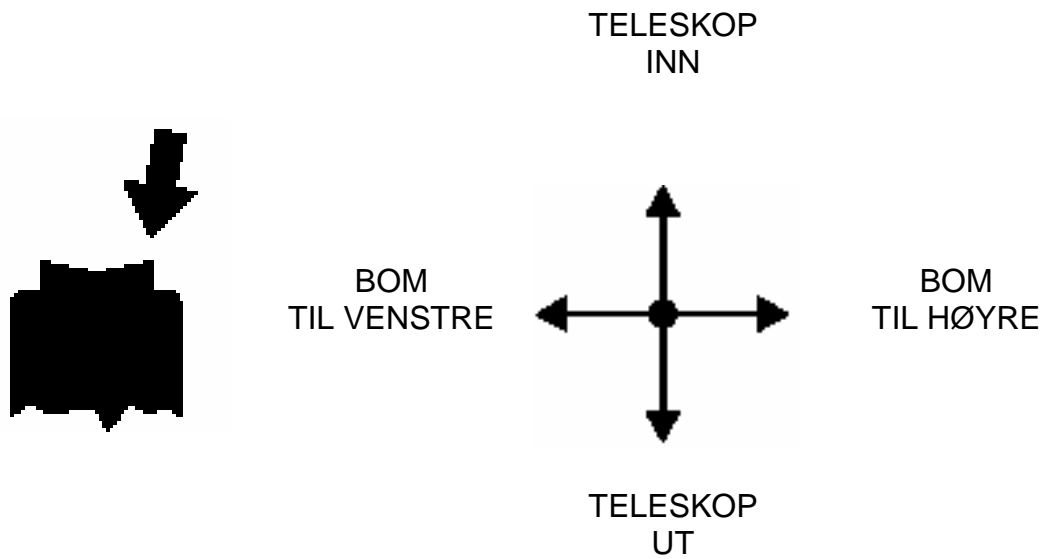 TELESKOP
INN
BOM
TIL VENSTRE
BOM
TIL HØYRE
TELESKOP
UT